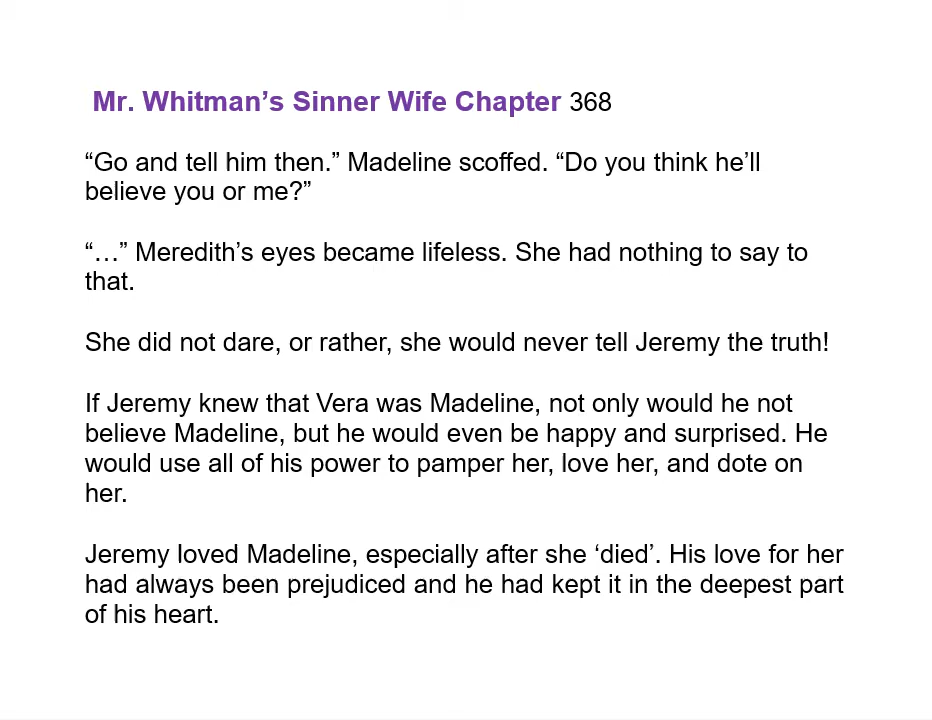 Mr. Whitman’s Sinner Wife Chapter 368
“Go and tell him then.” Madeline scoffed. “Do you think he’ll
believe you or me?”
“…” Meredith’s eyes became lifeless. She had nothing to say to
that.
She did not dare, or rather, she would never tell Jeremy the truth!
If Jeremy knew that Vera was Madeline, not only would he not
believe Madeline, but he would even be happy and surprised. He
would use all of his power to pamper her, love her, and dote on
her.
Jeremy loved Madeline, especially after she ‘died’. His love for her
had always been prejudiced and he had kept it in the deepest part
of his heart.